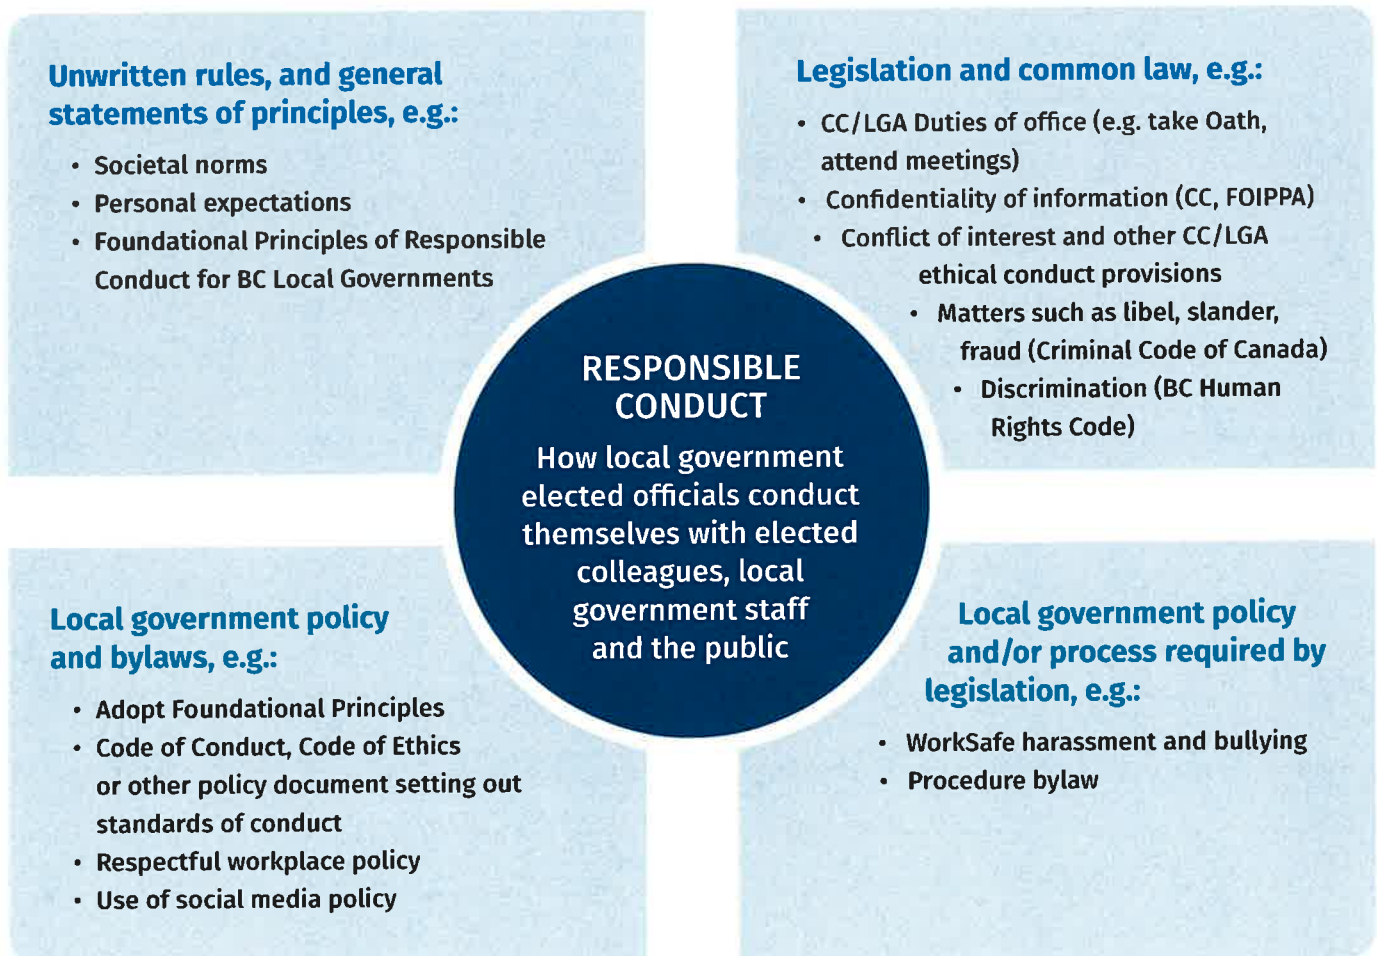 Unwritten rules, and general
statements of principles, e.g.:
• Societal norms
• Personal expectations
• Foundational Principles of Responsible
Conduct for BC Local Governments
Legislation and common law, e.g.:
• CC/LGA Duties of office (e.g. take Oath,
attend meetings)
• Confidentiality of information (CC, FOIPPA)
• Conflict of interest and other CC/LGA
ethical conduct provisions
• Matters such as libel, slander,
fraud (Criminal Code of Canada)
• Discrimination (BC Human
Rights Code)
RESPONSIBLE
CONDUCT
How local government
elected officials conduct
themselves with elected
colleagues, local
government staff
and the public
Local government policy
and bylaws, e.g.:
• Adopt Foundational Principles
• Code of Conduct, Code of Ethics
or other policy document setting out
standards of conduct
• Respectful workplace policy
• Use of social media policy
Local government policy
and/or process required by
legislation, e.g.:
• WorkSafe harassment and bullying
• Procedure bylaw